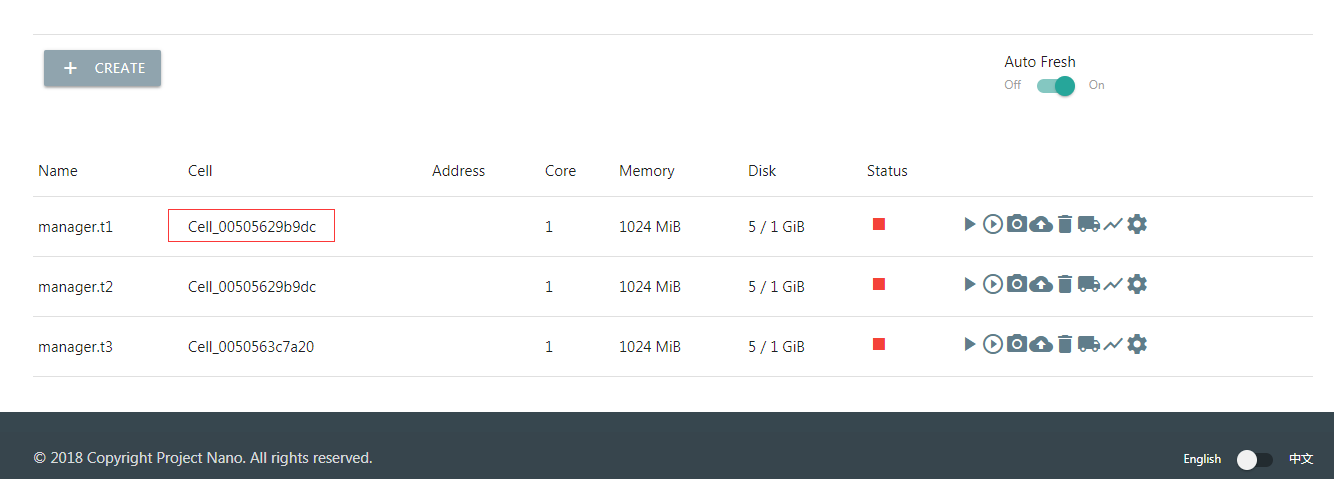 CREATE
Auto Fresh
Off On
Name Cell Address Core Memory Disk Status
manager.t1 Cell_00505629b9dc 1 1024 MiB 5 / 1 GiB
manager.t2 Cell_00505629b9dc 1 1024 MiB 5 / 1 GiB
manager.t3 Cell_0050563c7a20 1 1024 MiB 5 / 1 GiB
© 2018 Copyright Project Nano. All rights reserved.
English 中文